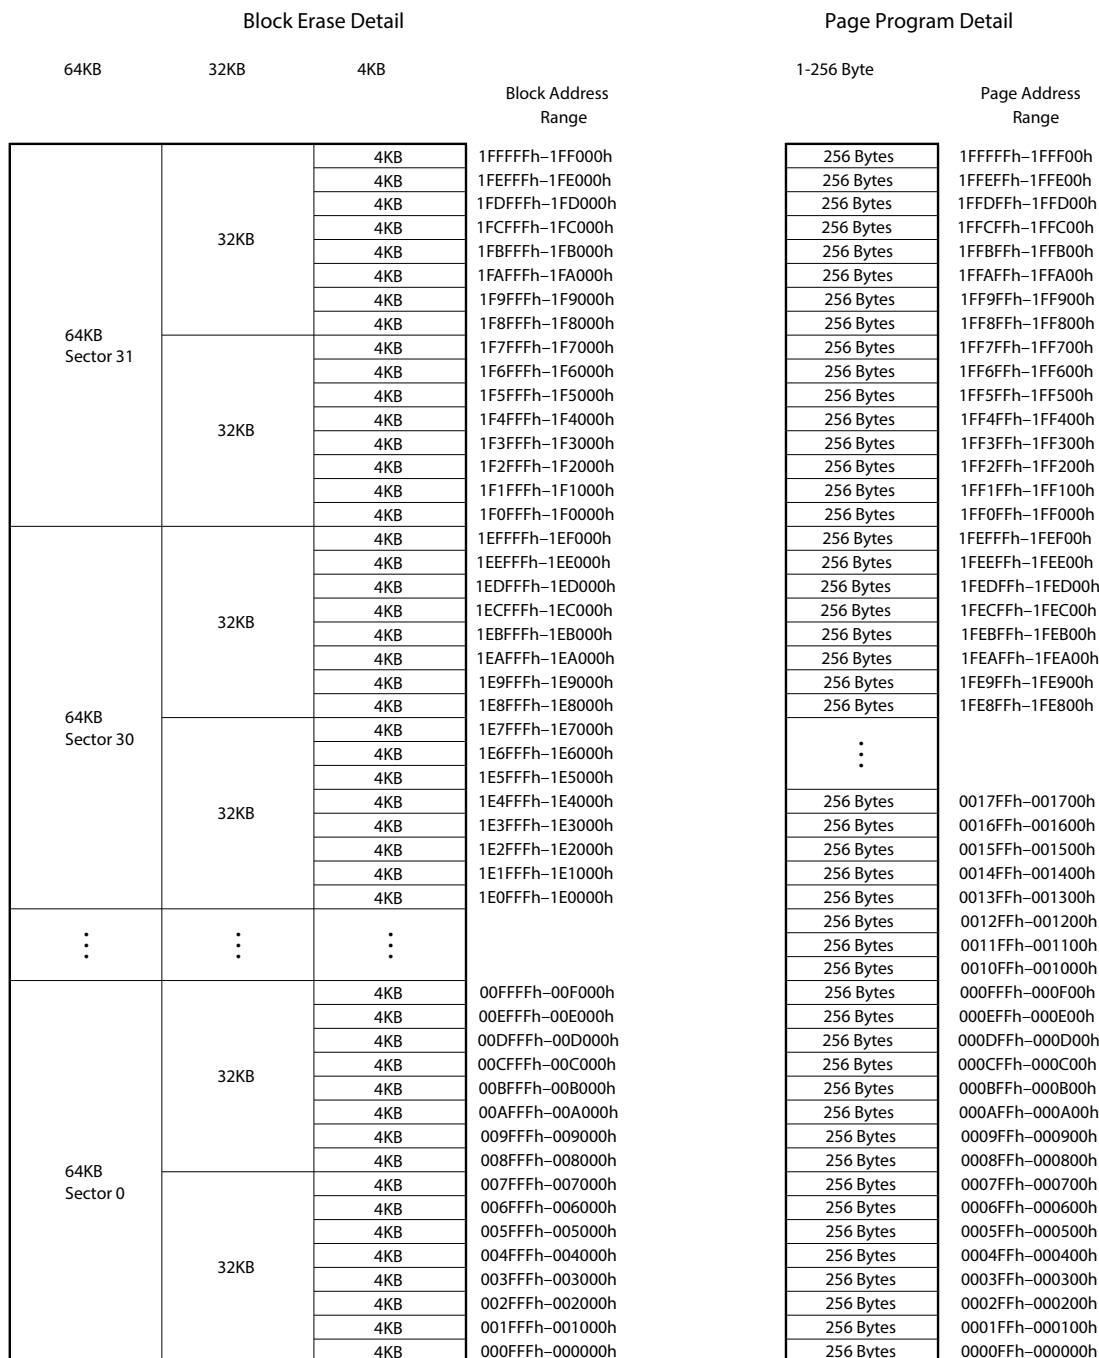 Block Erase Detail Page Program Detail
64KB 32KB 4KB 1-256 Byte
Block Address Page Address
Range Range
4KB 1FFFFFh–1FF000h 256 Bytes 1FFFFFh–1FFF00h
4KB 1FEFFFh–1FE000h 256 Bytes 1FFEFFh–1FFE00h
4KB 1FDFFFh–1FD000h 256 Bytes 1FFDFFh–1FFD00h
4KB 1FCFFFh–1FC000h 256 Bytes 1FFCFFh–1FFC00h
32KB
4KB 1FBFFFh–1FB000h 256 Bytes 1FFBFFh–1FFB00h
4KB 1FAFFFh–1FA000h 256 Bytes 1FFAFFh–1FFA00h
4KB 1F9FFFh–1F9000h 256 Bytes 1FF9FFh–1FF900h
4KB 1F8FFFh–1F8000h 256 Bytes 1FF8FFh–1FF800h
64KB
4KB 1F7FFFh–1F7000h 256 Bytes 1FF7FFh–1FF700h
Sector 31
4KB 1F6FFFh–1F6000h 256 Bytes 1FF6FFh–1FF600h
4KB 1F5FFFh–1F5000h 256 Bytes 1FF5FFh–1FF500h
4KB 1F4FFFh–1F4000h 256 Bytes 1FF4FFh–1FF400h
32KB
4KB 1F3FFFh–1F3000h 256 Bytes 1FF3FFh–1FF300h
4KB 1F2FFFh–1F2000h 256 Bytes 1FF2FFh–1FF200h
4KB 1F1FFFh–1F1000h 256 Bytes 1FF1FFh–1FF100h
4KB 1F0FFFh–1F0000h 256 Bytes 1FF0FFh–1FF000h
4KB 1EFFFFh–1EF000h 256 Bytes 1FEFFFh–1FEF00h
4KB 1EEFFFh–1EE000h 256 Bytes 1FEEFFh–1FEE00h
4KB 1EDFFFh–1ED000h 256 Bytes 1FEDFFh–1FED00h
4KB 1ECFFFh–1EC000h 256 Bytes 1FECFFh–1FEC00h
32KB
4KB 1EBFFFh–1EB000h 256 Bytes 1FEBFFh–1FEB00h
4KB 1EAFFFh–1EA000h 256 Bytes 1FEAFFh–1FEA00h
4KB 1E9FFFh–1E9000h 256 Bytes 1FE9FFh–1FE900h
4KB 1E8FFFh–1E8000h 256 Bytes 1FE8FFh–1FE800h
64KB
4KB 1E7FFFh–1E7000h
Sector 30
4KB 1E6FFFh–1E6000h
4KB 1E5FFFh–1E5000h
4KB 1E4FFFh–1E4000h 256 Bytes 0017FFh–001700h
32KB
4KB 1E3FFFh–1E3000h 256 Bytes 0016FFh–001600h
4KB 1E2FFFh–1E2000h 256 Bytes 0015FFh–001500h
4KB 1E1FFFh–1E1000h 256 Bytes 0014FFh–001400h
4KB 1E0FFFh–1E0000h 256 Bytes 0013FFh–001300h
256 Bytes 0012FFh–001200h
256 Bytes 0011FFh–001100h
256 Bytes 0010FFh–001000h
4KB 00FFFFh–00F000h 256 Bytes 000FFFh–000F00h
4KB 00EFFFh–00E000h 256 Bytes 000EFFh–000E00h
4KB 00DFFFh–00D000h 256 Bytes 000DFFh–000D00h
4KB 00CFFFh–00C000h 256 Bytes 000CFFh–000C00h
32KB
4KB 00BFFFh–00B000h 256 Bytes 000BFFh–000B00h
4KB 00AFFFh–00A000h 256 Bytes 000AFFh–000A00h
4KB 009FFFh–009000h 256 Bytes 0009FFh–000900h
4KB 008FFFh–008000h 256 Bytes 0008FFh–000800h
64KB
4KB 007FFFh–007000h 256 Bytes 0007FFh–000700h
Sector 0
4KB 006FFFh–006000h 256 Bytes 0006FFh–000600h
4KB 005FFFh–005000h 256 Bytes 0005FFh–000500h
4KB 004FFFh–004000h 256 Bytes 0004FFh–000400h
32KB
4KB 003FFFh–003000h 256 Bytes 0003FFh–000300h
4KB 002FFFh–002000h 256 Bytes 0002FFh–000200h
4KB 001FFFh–001000h 256 Bytes 0001FFh–000100h
4KB 000FFFh–000000h 256 Bytes 0000FFh–000000h